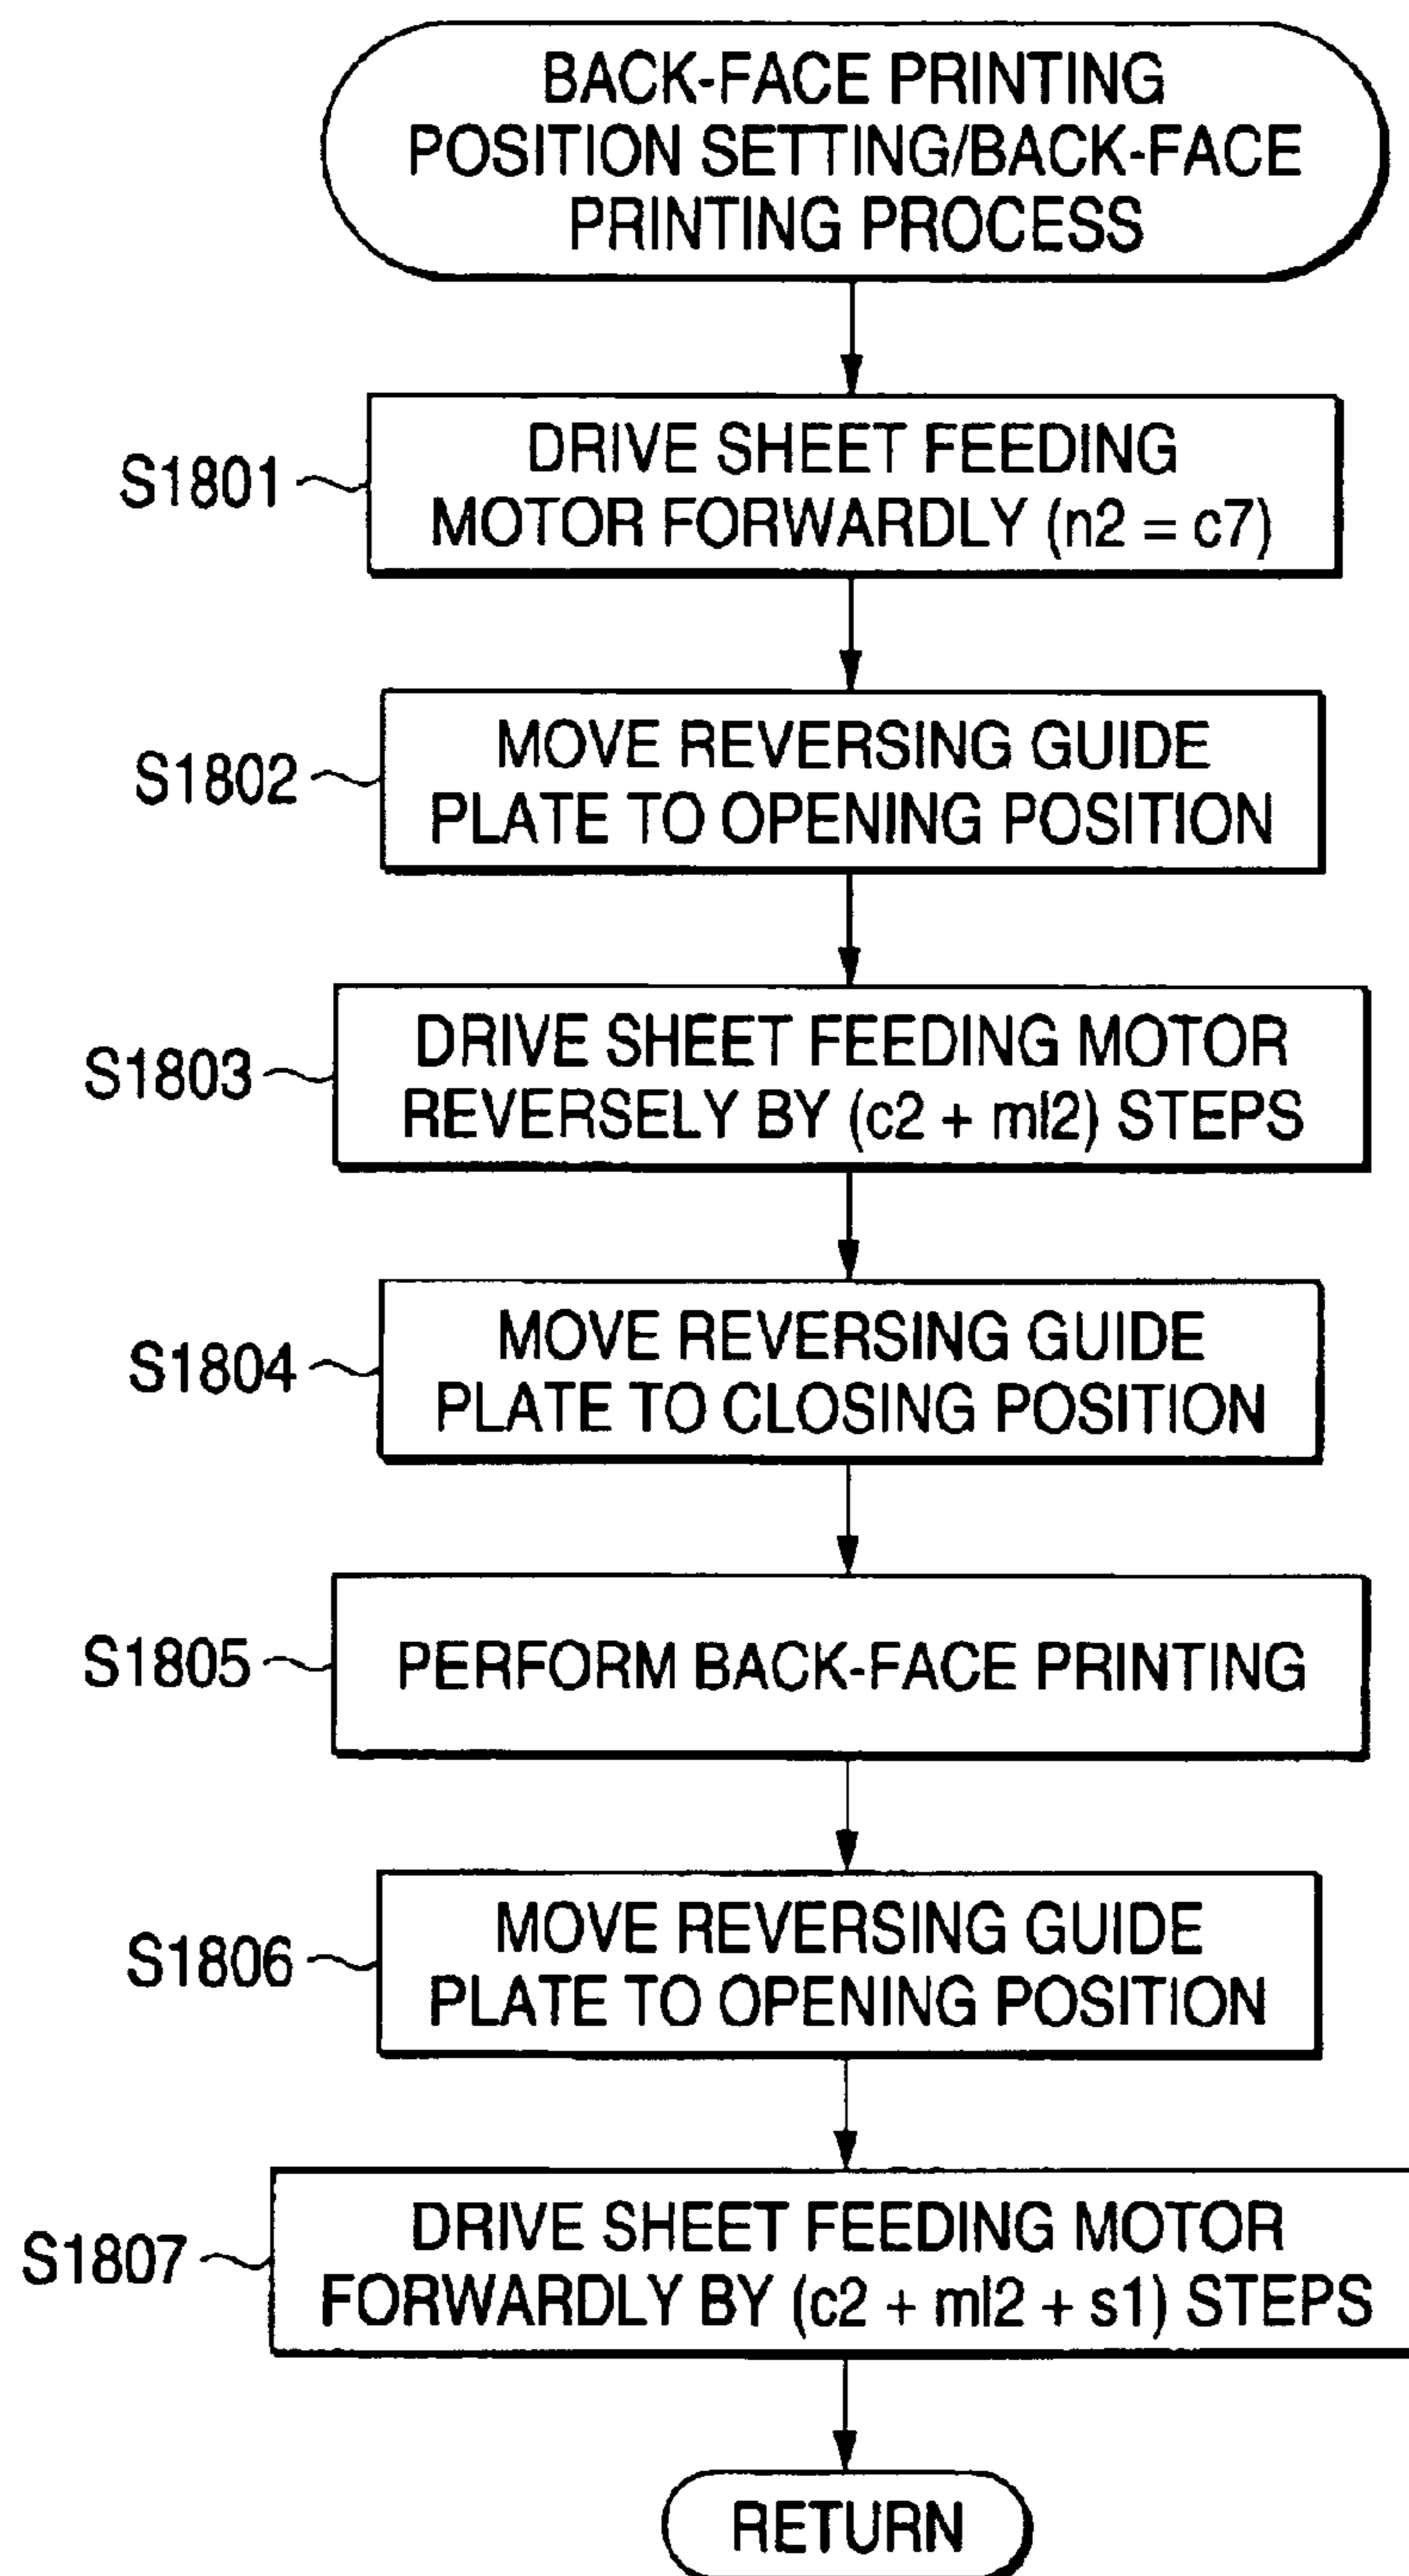 BACK-FACE PRINTING
POSITION SETTING/BACK-FACE
PRINTING PROCESS
S1801
DRIVE SHEET FEEDING
MOTOR FORWARDLY (n2 = c7)
S1802
MOVE REVERSING GUIDE
PLATE TO OPENING POSITION
S1803
DRIVE SHEET FEEDING MOTOR
REVERSELY BY (c2 + ml2) STEPS
S1804
MOVE REVERSING GUIDE
PLATE TO CLOSING POSITION
S1805
PERFORM BACK-FACE PRINTING
S1806
MOVE REVERSING GUIDE
PLATE TO OPENING POSITION
S1807
DRIVE SHEET FEEDING MOTOR
FORWARDLY BY (c2 + ml2 + s1) STEPS
RETURN